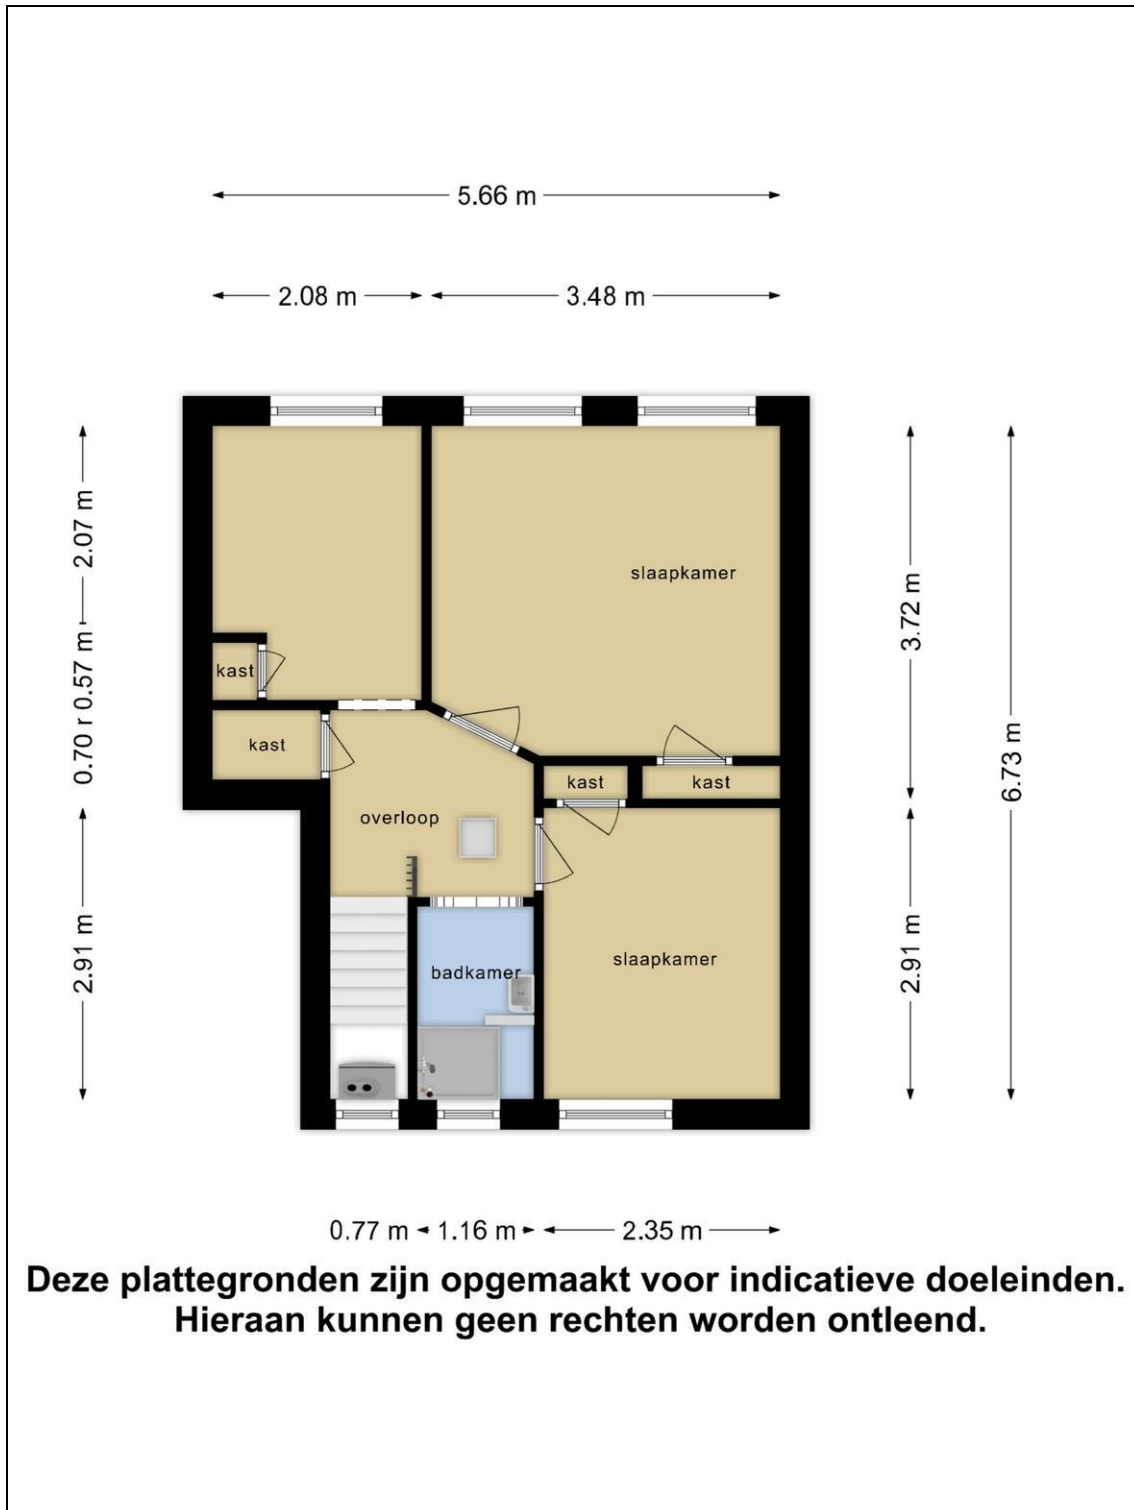 5.66 m
2.08 m
3.48 m
2.07 m
0.57 m
0.70 r
2.91 m
3.72 m
2.91 m
6.73 m
slaapkamer
kast
kast
kast
kast
overloop
badkamer
slaapkamer
0.77 m
1.16 m
2.35 m
Deze plattegronden zijn opgemaakt voor indicatieve doeleinden.
Hieraan kunnen geen rechten worden ontleend.